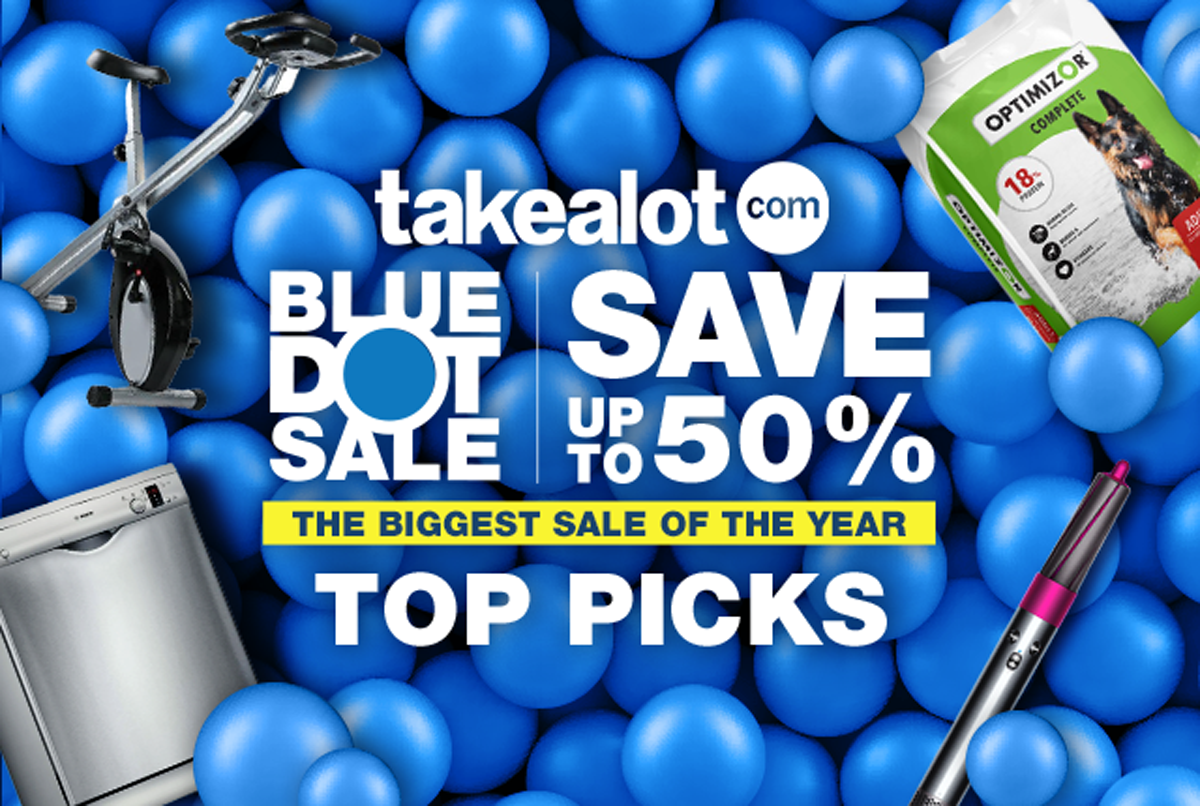 takealot com
BLUE
DOT
SALE
SAVE
UP
TO 50%
THE BIGGEST SALE OF THE YEAR
TOP PICKS
OPTIMIZOR
COMPLETE
18%
PROTEIN